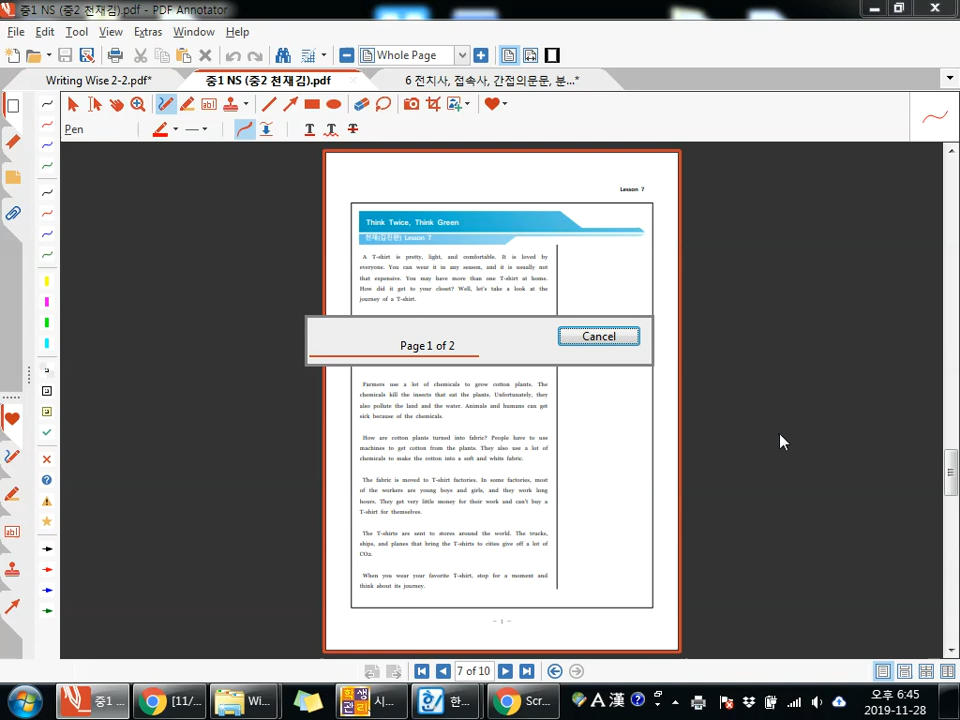 중1 NS (중2 천재김).pdf - PDF Annotator
File Edit Tool View Extras Window Help
Whole Page
Writing Wise 2-2.pdf*
중1 NS (중2 천재김).pdf
6 전치사, 접속사, 간접의문문, 분...*
Pen
Lesson 7
Think Twice, Think Green
천재(김진완) Lesson 7
A T-shirt is pretty, light, and comfortable. It is loved by
everyone. You can wear it in any season, and it is usually not
that expensive. You may have more than one T-shirt at home.
How did it get to your closet? Well, let's take a look at the
journey of a T-shirt.
Page 1 of 2
Cancel
Farmers use a lot of chemicals to grow cotton plants. The
chemicals kill the insects that eat the plants. Unfortunately, they
also pollute the land and the water. Animals and humans can get
sick because of the chemicals.
How are cotton plants turned into fabric? People have to use
machines to get cotton from the plants. They also use a lot of
chemicals to make the cotton into a soft and white fabric.
The fabric is moved to T-shirt factories. In some factories, most
of the workers are young boys and girls, and they work long
hours. They get very little money for their work and can't buy a
T-shirt for themselves.
The T-shirts are sent to stores around the world. The trucks,
ships, and planes that bring the T-shirts to cities give off a lot of
CO2.
When you wear your favorite T-shirt, stop for a moment and
think about its journey.
- 1 -
7 of 10
중1 ...
[11/...
Wi...
학생관리
시...
한...
Scr...
A 漢
오후 6:45
2019-11-28